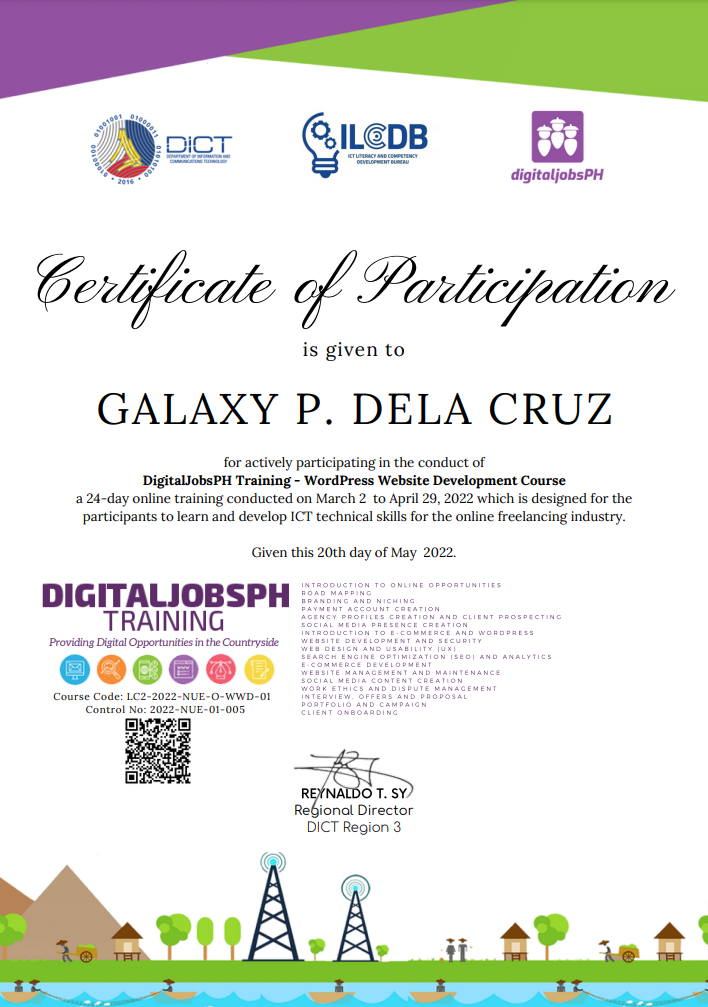 01001001 01000011 01010100 01000100
DICT
DEPARTMENT OF INFORMATION AND
COMMUNICATIONS TECHNOLOGY
• 2016 •
ILCDB
ICT LITERACY AND COMPETENCY
DEVELOPMENT BUREAU
digitaljobsPH
Certificate of Participation
is given to
GALAXY P. DELA CRUZ
for actively participating in the conduct of
DigitalJobsPH Training - WordPress Website Development Course
a 24-day online training conducted on March 2 to April 29, 2022 which is designed for the
participants to learn and develop ICT technical skills for the online freelancing industry.
Given this 20th day of May 2022.
DIGITALJOBSPH
TRAINING
Providing Digital Opportunities in the Countryside
Course Code: LC2-2022-NUE-O-WWD-01
Control No: 2022-NUE-01-005
INTRODUCTION TO ONLINE OPPORTUNITIES
ROAD MAPPING
BRANDING AND NICHING
PAYMENT ACCOUNT CREATION
AGENCY PROFILES CREATION AND CLIENT PROSPECTING
SOCIAL MEDIA PRESENCE CREATION
INTRODUCTION TO E-COMMERCE AND WORDPRESS
WEBSITE DEVELOPMENT AND SECURITY
WEB DESIGN AND USABILITY (UX)
SEARCH ENGINE OPTIMIZATION (SEO) AND ANALYTICS
E-COMMERCE DEVELOPMENT
WEBSITE MANAGEMENT AND MAINTENANCE
SOCIAL MEDIA CONTENT CREATION
WORK ETHICS AND DISPUTE MANAGEMENT
INTERVIEW, OFFERS AND PROPOSAL
PORTFOLIO AND CAMPAIGN
CLIENT ONBOARDING
REYNALDO T. SY
Regional Director
DICT Region 3